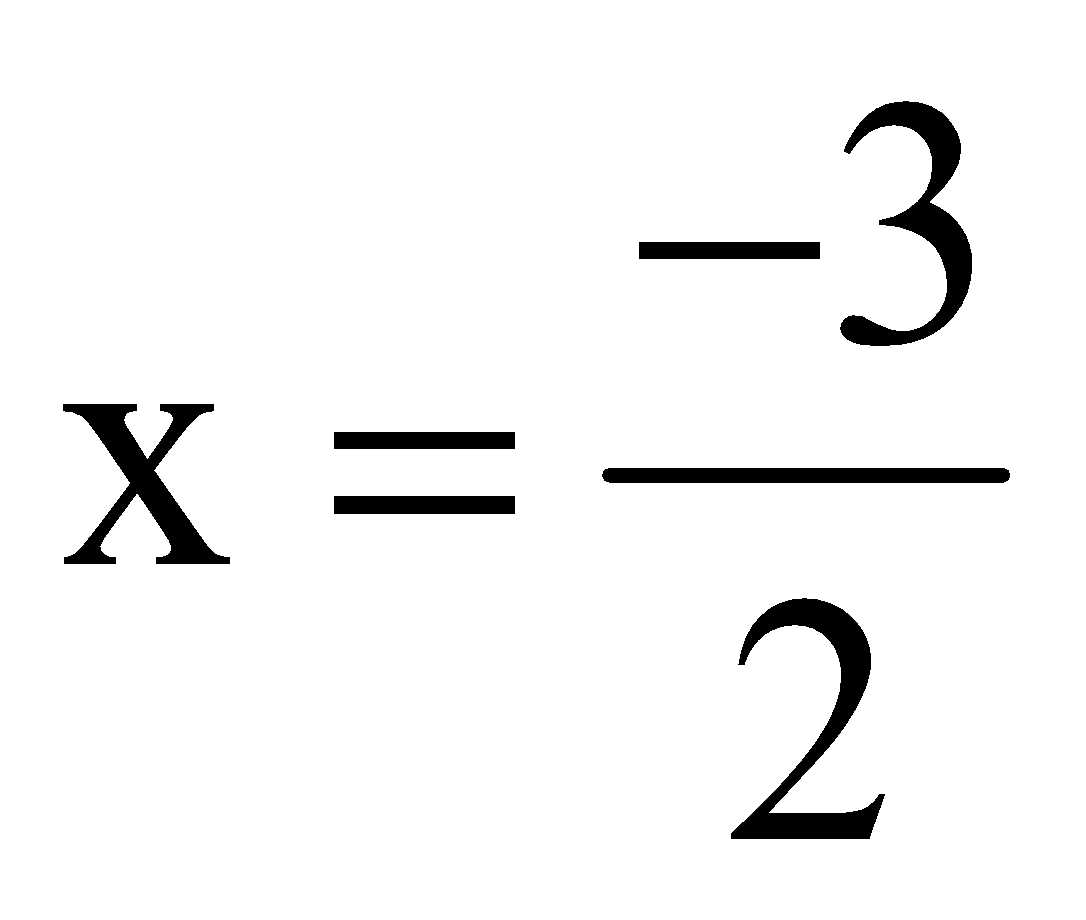 x = -3/2